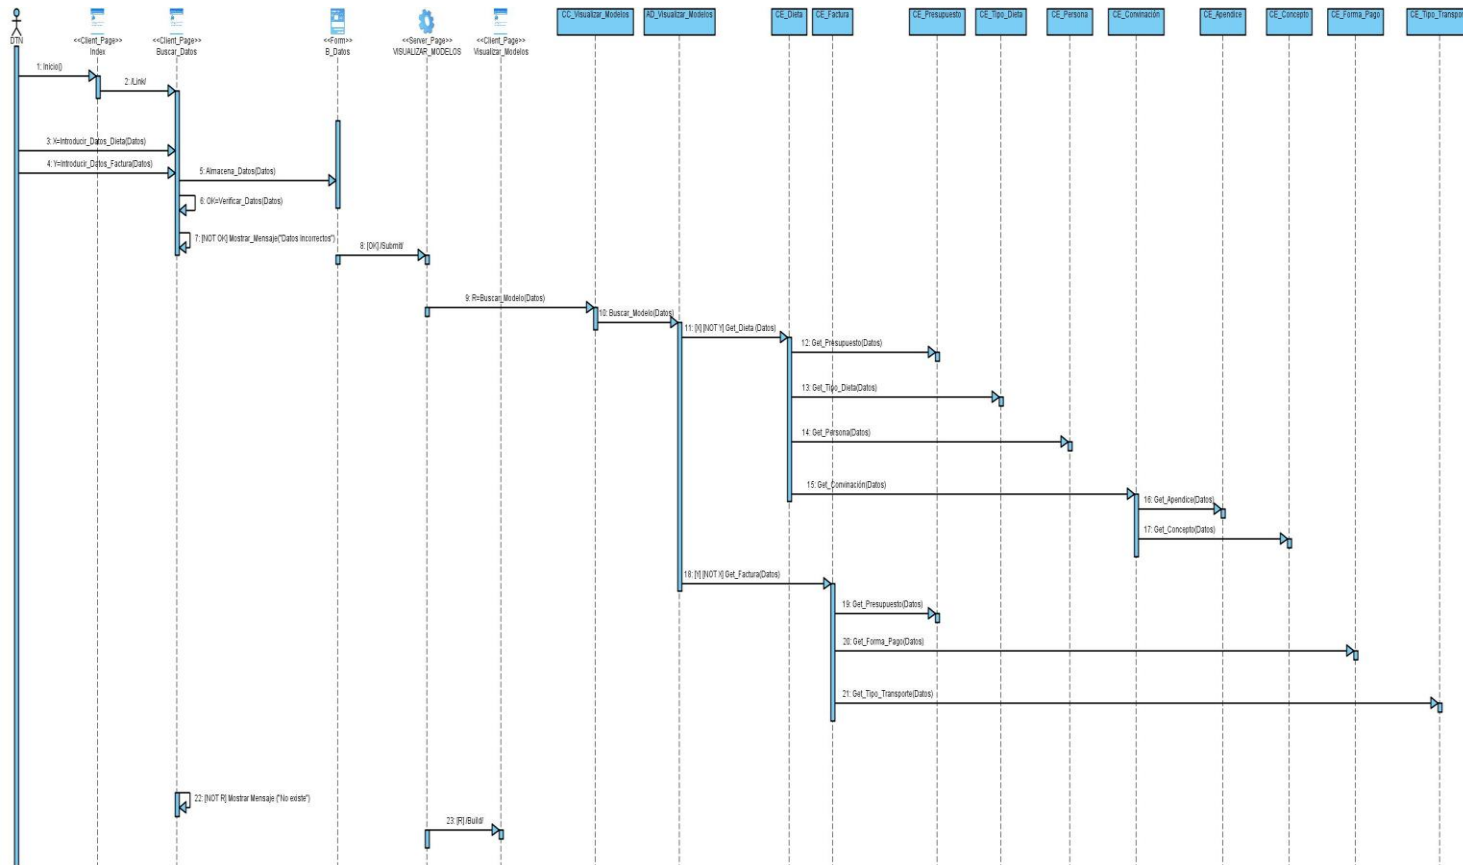 DTN
<<Client_Page>>
Index
<<Client_Page>>
Buscar_Datos
<<Form>>
B_Datos
<<Server_Page>>
VISUALIZAR_MODELOS
<<Client_Page>>
Visualizar_Modelos
CC_Visualizar_Modelos
AD_Visualizar_Modelos
CE_Dieta
CE_Factura
CE_Presupuesto
CE_Tipo_Dieta
CE_Persona
CE_Convinación
CE_Apendice
CE_Concepto
CE_Forma_Pago
CE_Tipo_Transport
1: Inicio()
2: /Link/
3: X=Introducir_Datos_Dieta(Datos)
4: Y=Introducir_Datos_Factura(Datos)
5: Almacena_Datos(Datos)
6: OK=Verificar_Datos(Datos)
7: [NOT OK] Mostrar_Mensaje("Datos Incorrectos")
8: [OK] /Submit/
9: R=Buscar_Modelo(Datos)
10: Buscar_Modelo(Datos)
11: [X] [NOT Y] Get_Dieta (Datos)
12: Get_Presupuesto(Datos)
13: Get_Tipo_Dieta(Datos)
14: Get_Persona(Datos)
15: Get_Convinación(Datos)
16: Get_Apendice(Datos)
17: Get_Concepto(Datos)
18: [Y] [NOT X] Get_Factura(Datos)
19: Get_Presupuesto(Datos)
20: Get_Forma_Pago(Datos)
21: Get_Tipo_Transporte(Datos)
22: [NOT R] Mostrar Mensaje ("No existe")
23: [R] /Build/